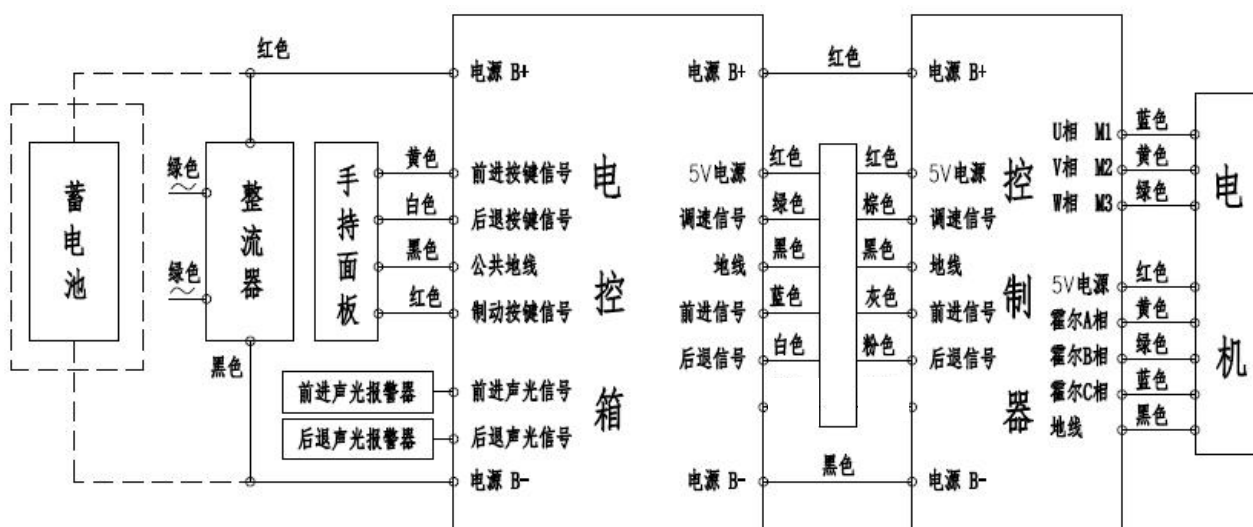 红色
电源 B+
电源 B+
红色
电源 B+
蓄电池
绿色
~
绿色
~
整流器
黑色
手持面板
黄色
前进按键信号
白色
后退按键信号
黑色
公共地线
红色
制动按键信号
前进声光报警器
前进声光信号
后退声光报警器
后退声光信号
电源 B-
电控箱
5V电源
红色
红色
5V电源
调速信号
绿色
棕色
调速信号
地线
黑色
黑色
地线
前进信号
蓝色
灰色
前进信号
后退信号
白色
粉色
后退信号
电源 B-
黑色
电源 B-
控制器
U相 M1
蓝色
V相 M2
黄色
W相 M3
绿色
5V电源
红色
霍尔A相
黄色
霍尔B相
绿色
霍尔C相
蓝色
地线
黑色
电机